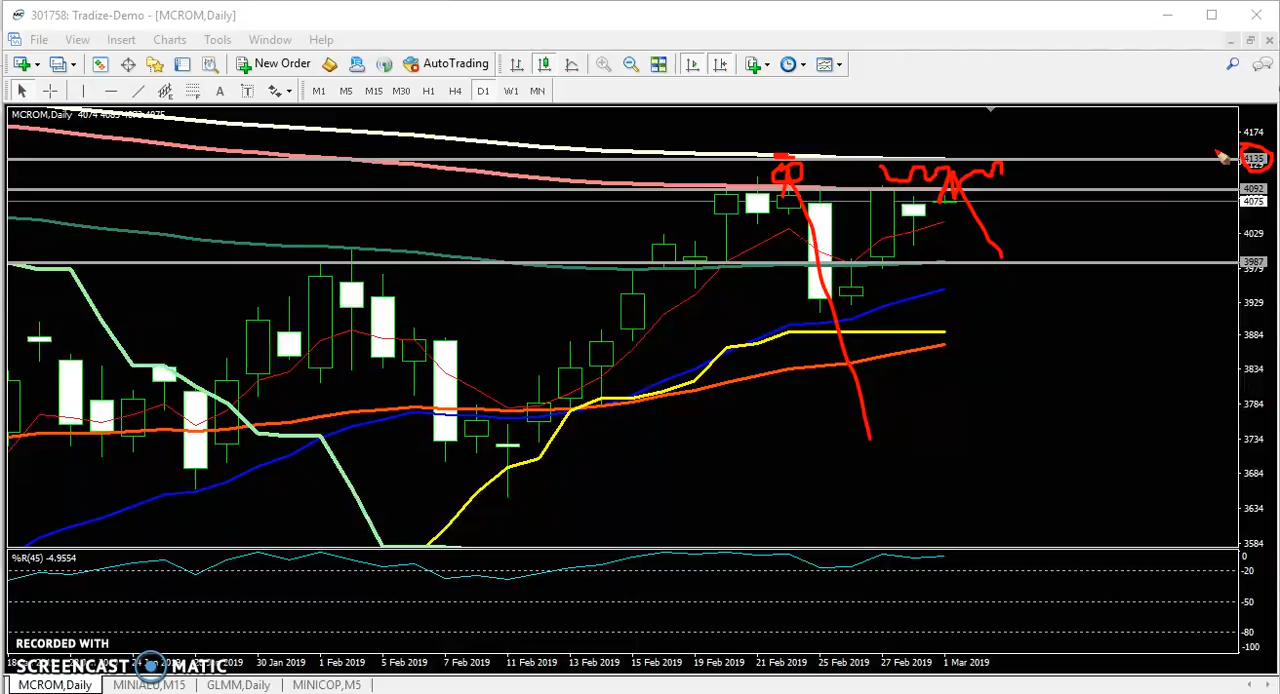 301758: Tradize-Demo - [MCROM,Daily]
File View Insert Charts Tools Window Help
New Order AutoTrading
A T M1 M5 M15 M30 H1 H4 D1 W1 MN
MCROM,Daily
4174
4135
4092
4075
4029
3987
3979
3929
3884
3834
3784
3734
3684
3634
3584
%R(45) -4.9554
0
-20
-50
-80
-100
RECORDED WITH
SCREENCAST MATIC
30 Jan 2019 1 Feb 2019 5 Feb 2019 7 Feb 2019 11 Feb 2019 13 Feb 2019 15 Feb 2019 19 Feb 2019 21 Feb 2019 25 Feb 2019 27 Feb 2019 1 Mar 2019
MCROM,Daily MINIALU,M15 GLMM,Daily MINICOP,M5